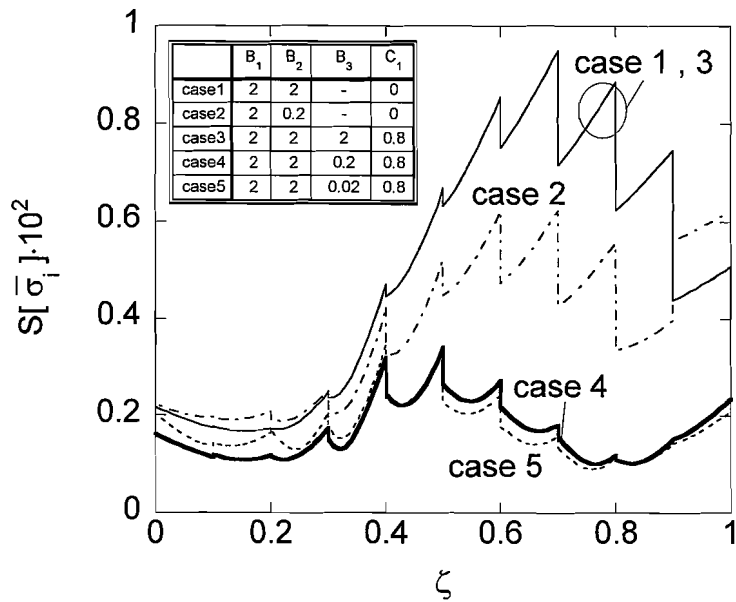 1
0.8
0.6
0.4
0.2
0
S[σ̅ᵢ]·10²
B₁ B₂ B₃ C₁
case1 2 2 - 0
case2 2 0.2 - 0
case3 2 2 2 0.8
case4 2 2 0.2 0.8
case5 2 2 0.02 0.8
case 1 , 3
case 2
case 4
case 5
0 0.2 0.4 0.6 0.8 1
ζ